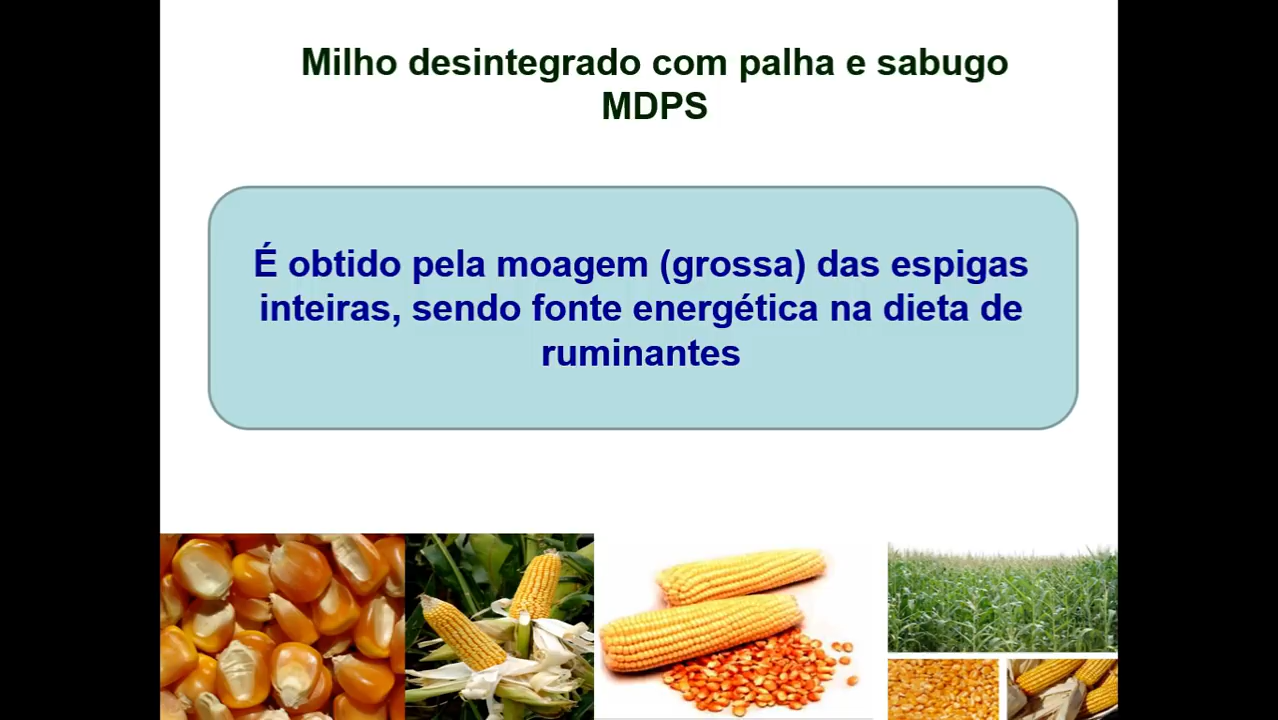 Milho desintegrado com palha e sabugo
MDPS
É obtido pela moagem (grossa) das espigas
inteiras, sendo fonte energética na dieta de
ruminantes